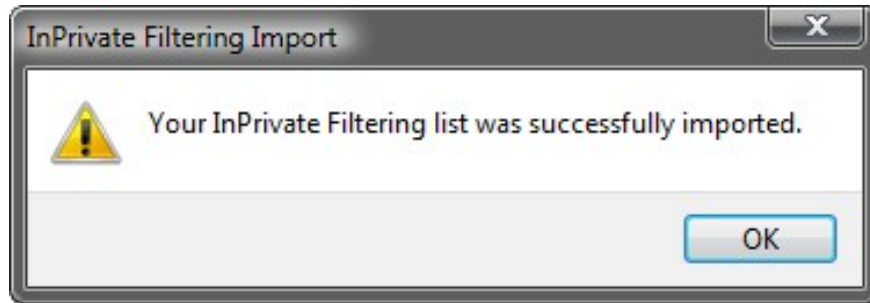 InPrivate Filtering Import
Your InPrivate Filtering list was successfully imported.
OK